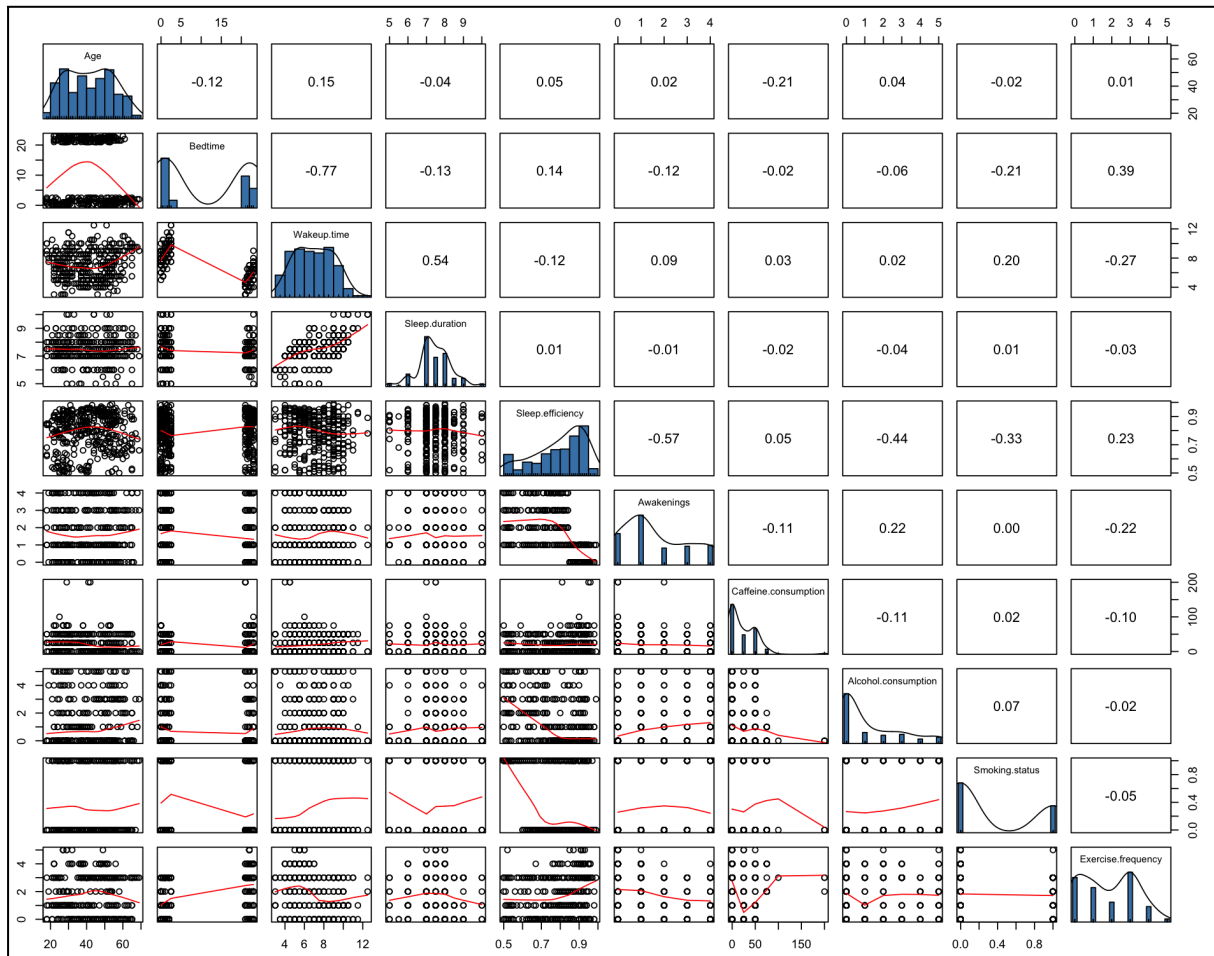 0 5 15 5 6 7 8 9 0 1 2 3 4 0 1 2 3 4 5 0 1 2 3 4 5
Age -0.12 0.15 -0.04 0.05 0.02 -0.21 0.04 -0.02 0.01 20 40 60
0 10 20 Bedtime -0.77 -0.13 0.14 -0.12 -0.02 -0.06 -0.21 0.39
Wakeup.time 0.54 -0.12 0.09 0.03 0.02 0.20 -0.27 4 8 12
5 7 9 Sleep.duration 0.01 -0.01 -0.02 -0.04 0.01 -0.03
Sleep.efficiency -0.57 0.05 -0.44 -0.33 0.23 0.5 0.7 0.9
0 1 2 3 4 Awakenings -0.11 0.22 0.00 -0.22
Caffeine.consumption -0.11 0.02 -0.10 0 100 200
0 2 4 Alcohol.consumption 0.07 -0.02
Smoking.status -0.05 0.0 0.4 0.8
0 2 4 Exercise.frequency
20 40 60 4 6 8 12 0.5 0.7 0.9 0 50 150 0.0 0.4 0.8